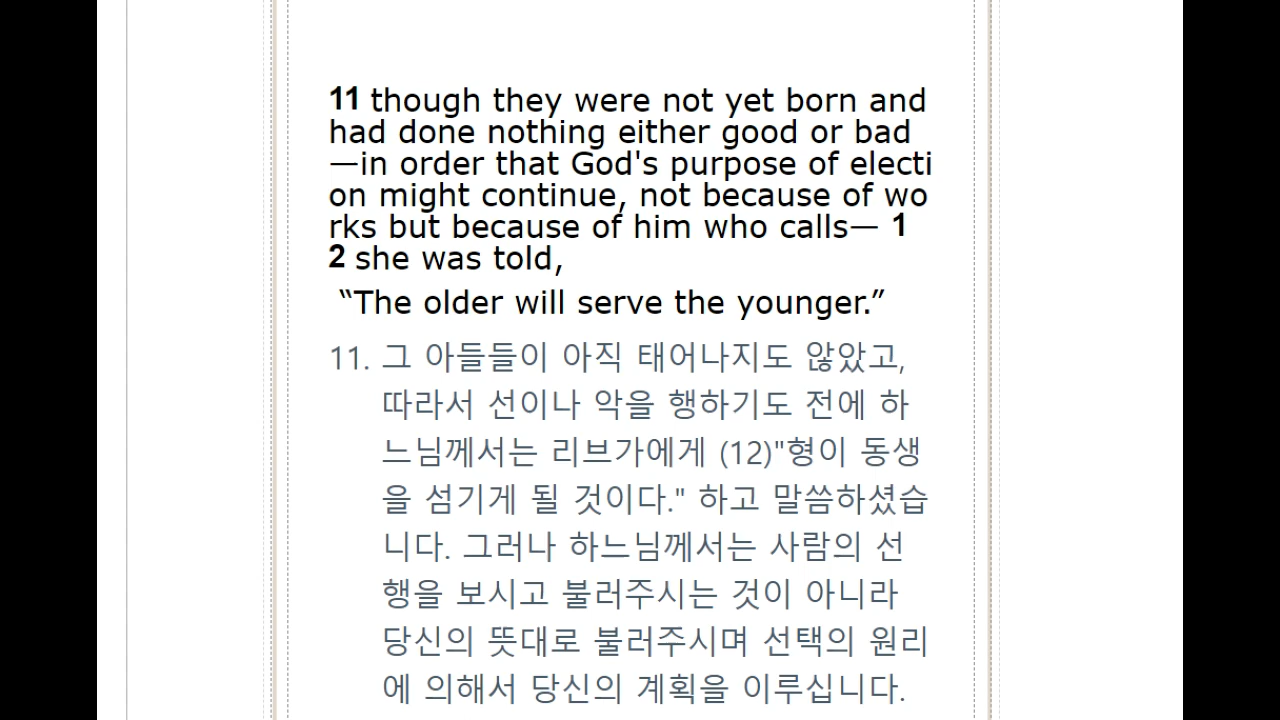 11 though they were not yet born and
had done nothing either good or bad
—in order that God's purpose of electi
on might continue, not because of wo
rks but because of him who calls— 1
2 she was told,
“The older will serve the younger.”
11. 그 아들들이 아직 태어나지도 않았고,
따라서 선이나 악을 행하기도 전에 하
느님께서는 리브가에게 (12)"형이 동생
을 섬기게 될 것이다." 하고 말씀하셨습
니다. 그러나 하느님께서는 사람의 선
행을 보시고 불러주시는 것이 아니라
당신의 뜻대로 불러주시며 선택의 원리
에 의해서 당신의 계획을 이루십니다.